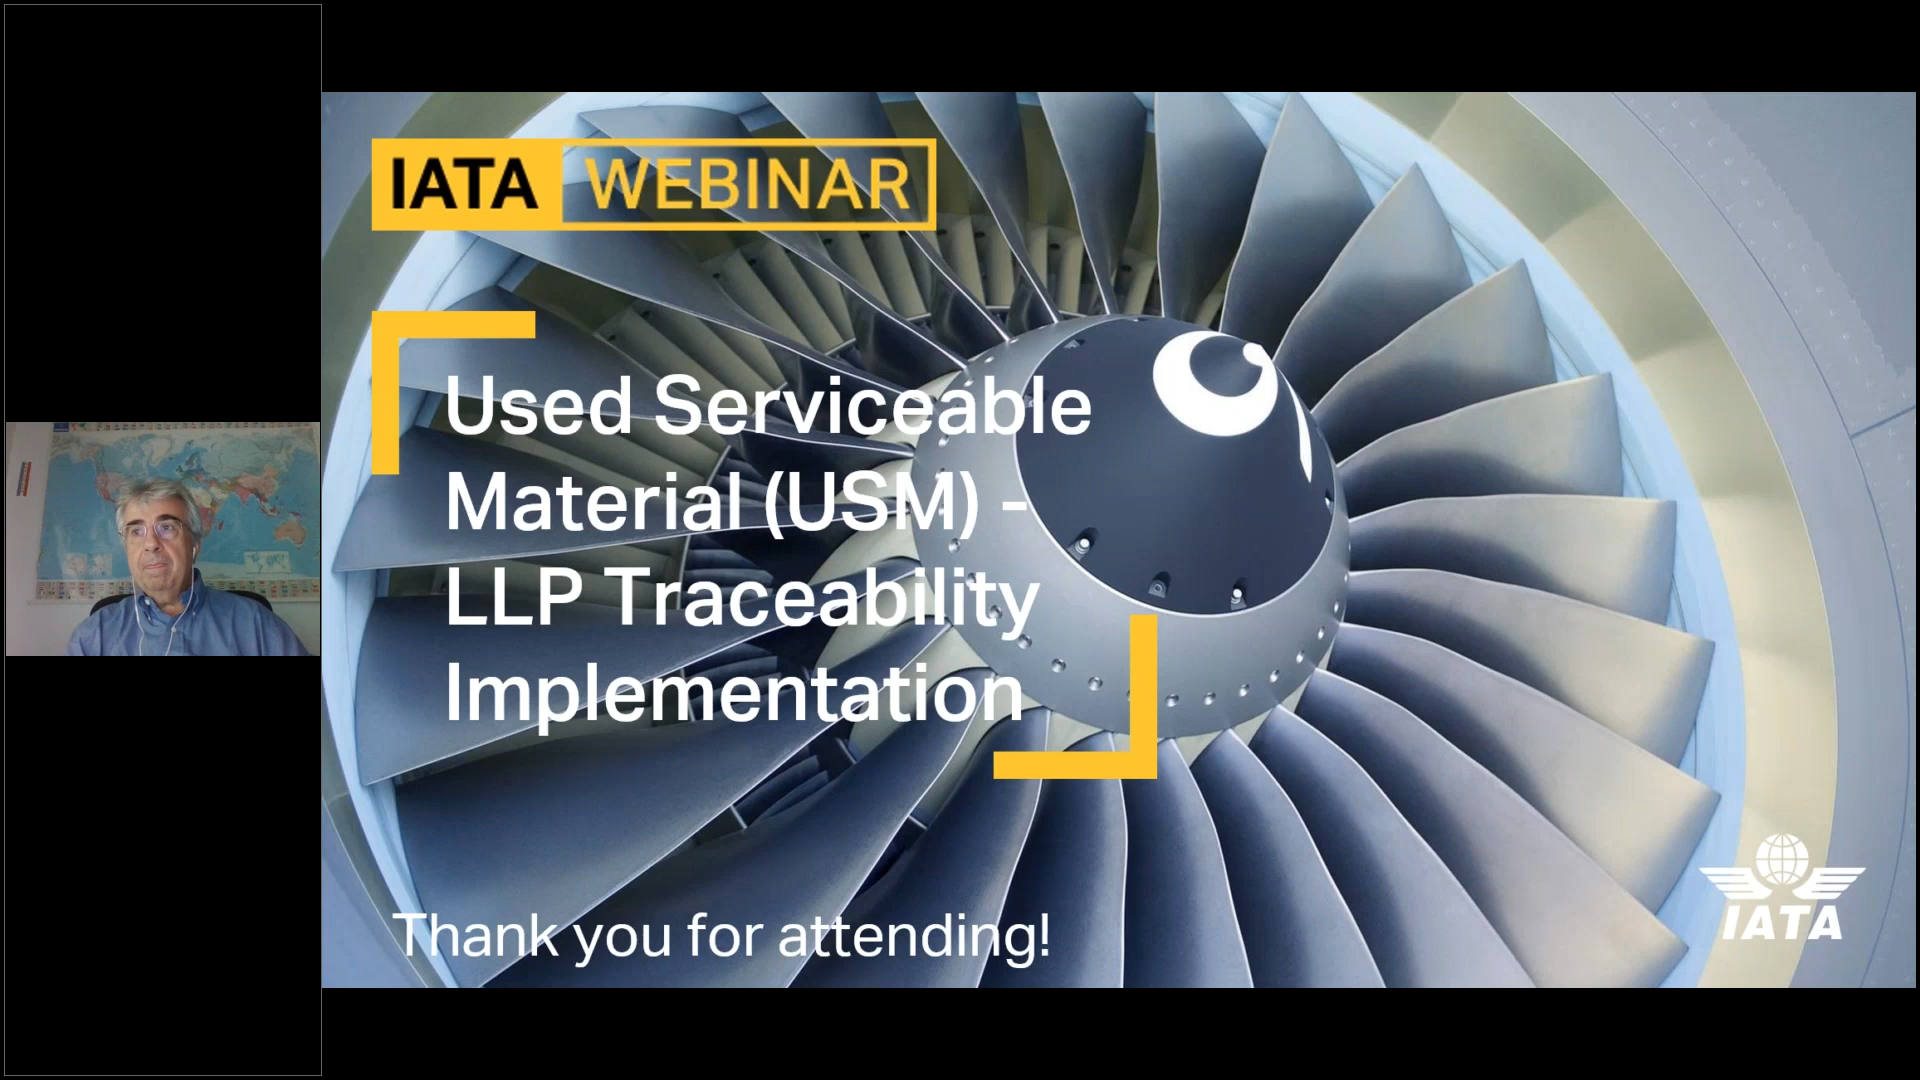 IATA WEBINAR
Used Serviceable
Material (USM) -
LLP Traceability
Implementation
Thank you for attending!
IATA